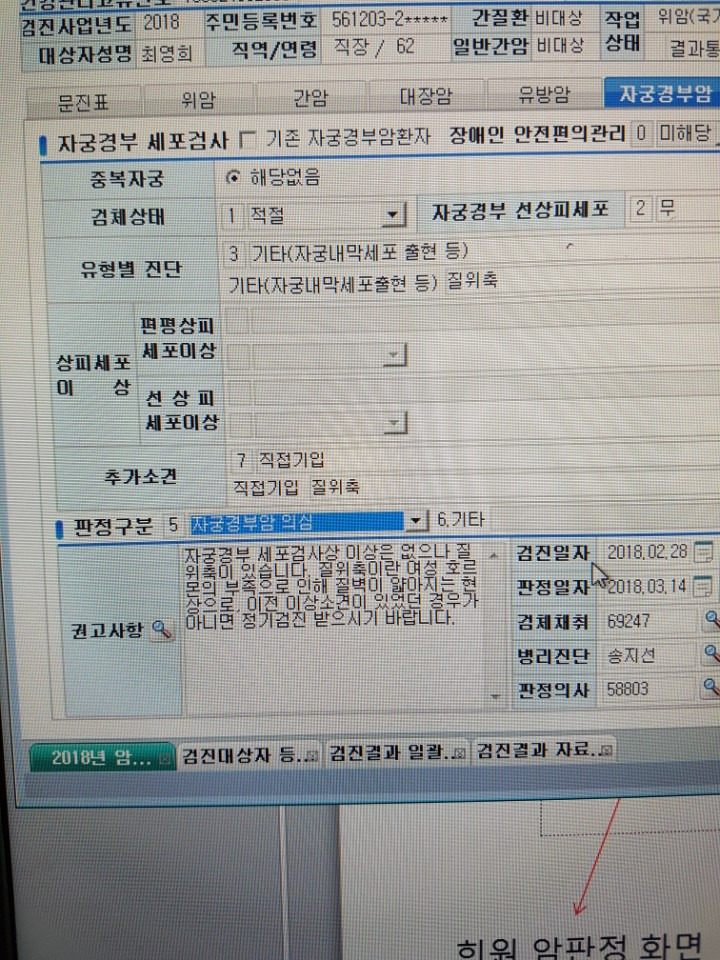 검진사업년도 2018 주민등록번호 561203-2***** 간질환 비대상 작업 위암(국가
대상자성명 최영희 직역/연령 직장 / 62 일반간암 비대상 상태 결과통
문진표 위암 간암 대장암 유방암 자궁경부암
자궁경부 세포검사 기존 자궁경부암환자 장애인 안전편의관리 0 미해당
중복자궁 해당없음
검체상태 1 적절 자궁경부 선상피세포 2 무
유형별 진단 3 기타(자궁내막세포 출현 등)
기타(자궁내막세포출현 등) 질위축
상피세포 이 상
편평상피 세포이상
선 상 피 세포이상
추가소견 7 직접기입
직접기입 질위축
판정구분 5 자궁경부암 의심 6.기타
권고사항
자궁경부 세포검사상 이상은 없으나 질
위축이 있습니다. 질위축이란 여성 호르
몬의 부족으로 인해 질벽이 얇아지는 현
상으로, 이전 이상소견이 있었던 경우가
아니면 정기검진 받으시기 바랍니다.
검진일자 2018.02.28
판정일자 2018.03.14
검체채취 69247
병리진단 송지선
판정의사 58803
2018년 암... 검진대상자 등... 검진결과 일괄... 검진결과 자료...
히원 암판정 화면